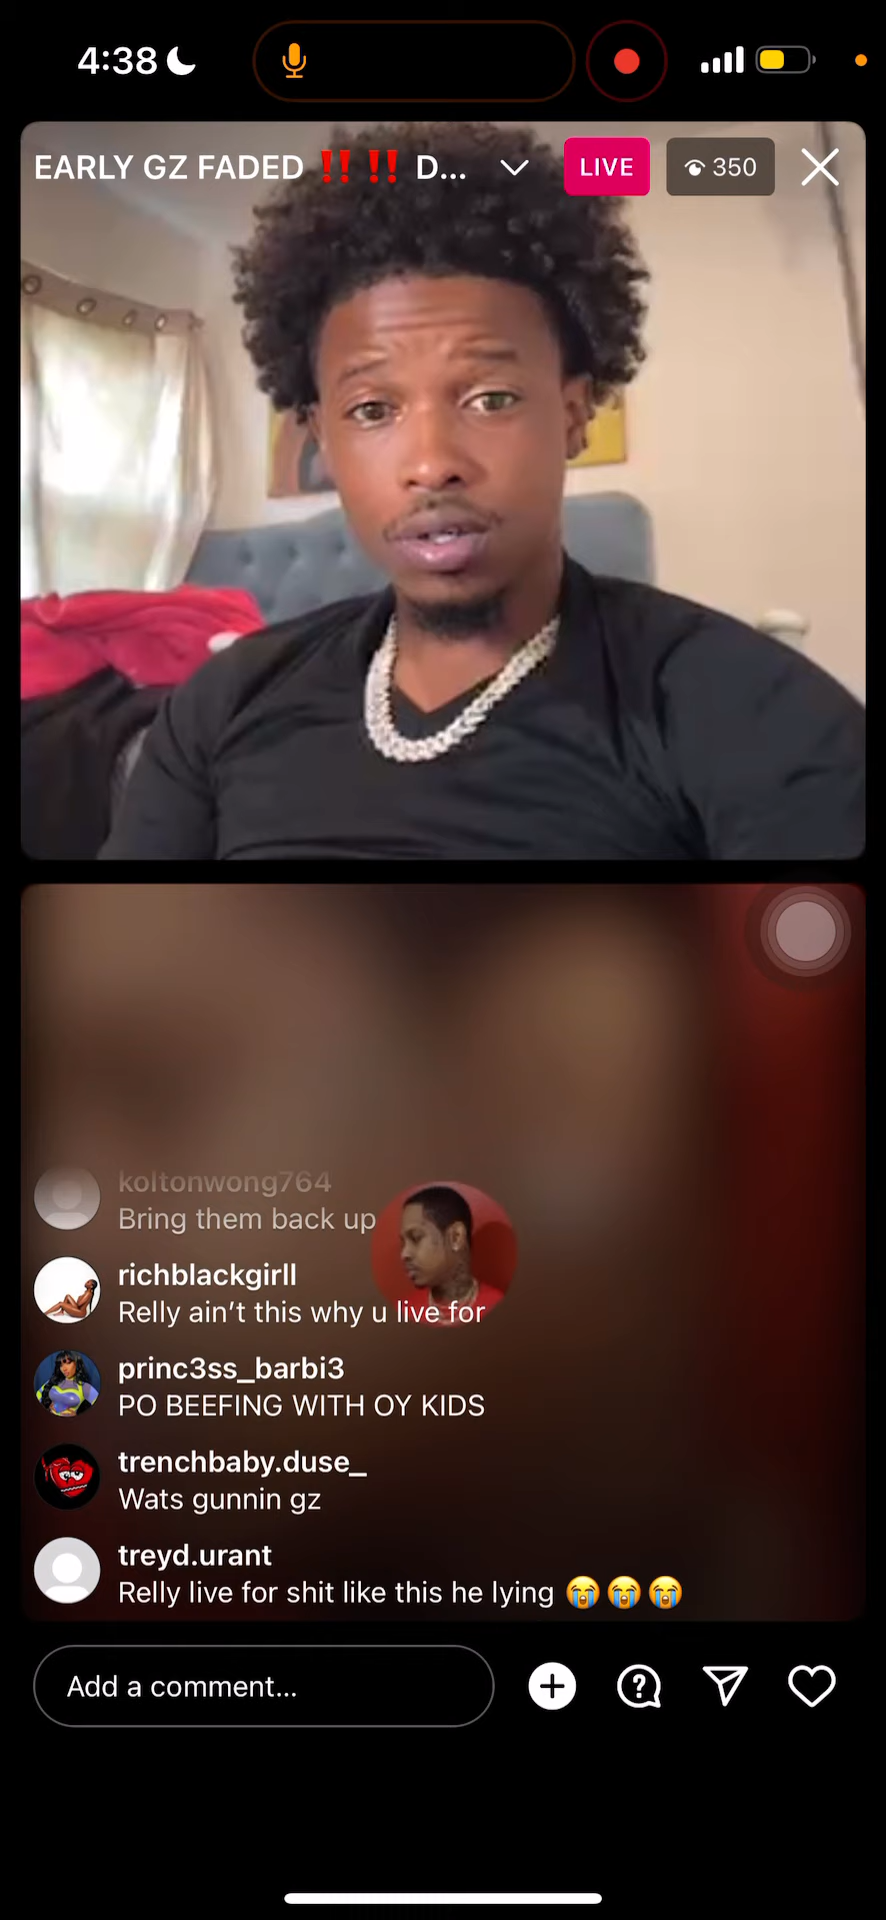 4:38
EARLY GZ FADED ‼️ ‼️ D...
LIVE
350
koltonwong764
Bring them back up
richblackgirll
Relly ain’t this why u live for
princ3ss_barbi3
PO BEEFING WITH OY KIDS
trenchbaby.duse_
Wats gunnin gz
treyd.urant
Relly live for shit like this he lying 😭😭😭
Add a comment...